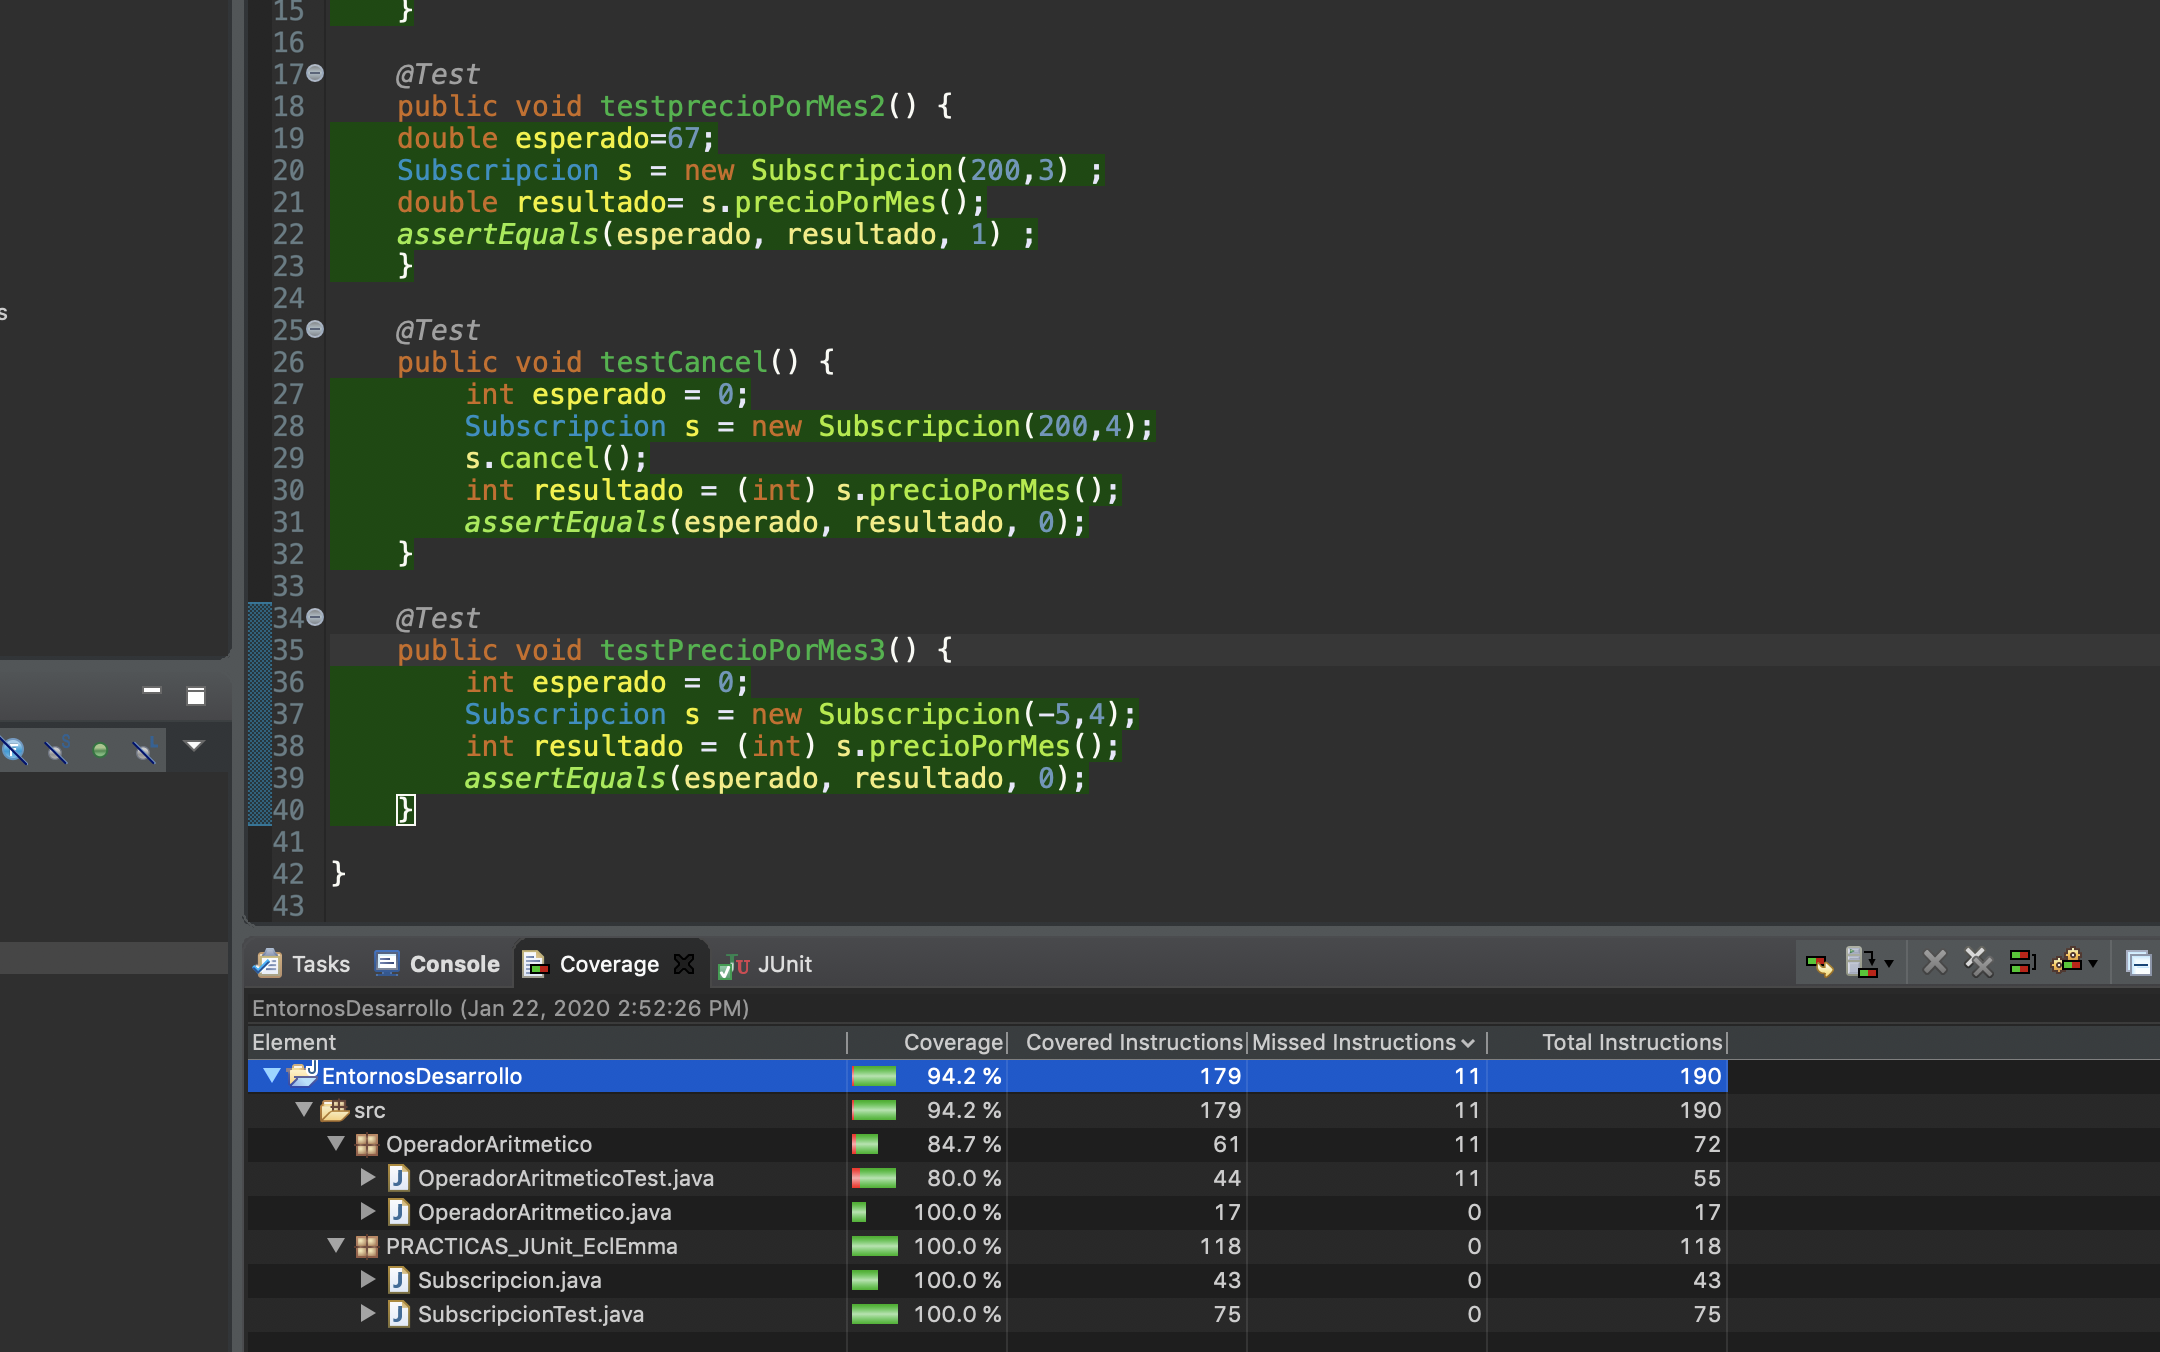 15 }
16
17 @Test
18 public void testprecioPorMes2() {
19 double esperado=67;
20 Subscripcion s = new Subscripcion(200,3) ;
21 double resultado= s.precioPorMes();
22 assertEquals(esperado, resultado, 1) ;
23 }
24
25 @Test
26 public void testCancel() {
27 int esperado = 0;
28 Subscripcion s = new Subscripcion(200,4);
29 s.cancel();
30 int resultado = (int) s.precioPorMes();
31 assertEquals(esperado, resultado, 0);
32 }
33
34 @Test
35 public void testPrecioPorMes3() {
36 int esperado = 0;
37 Subscripcion s = new Subscripcion(-5,4);
38 int resultado = (int) s.precioPorMes();
39 assertEquals(esperado, resultado, 0);
40 }
41
42 }
43
s
Tasks Console Coverage JUnit
EntornosDesarrollo (Jan 22, 2020 2:52:26 PM)
Element Coverage Covered Instructions Missed Instructions Total Instructions
EntornosDesarrollo 94.2 % 179 11 190
src 94.2 % 179 11 190
OperadorAritmetico 84.7 % 61 11 72
OperadorAritmeticoTest.java 80.0 % 44 11 55
OperadorAritmetico.java 100.0 % 17 0 17
PRACTICAS_JUnit_EclEmma 100.0 % 118 0 118
Subscripcion.java 100.0 % 43 0 43
SubscripcionTest.java 100.0 % 75 0 75